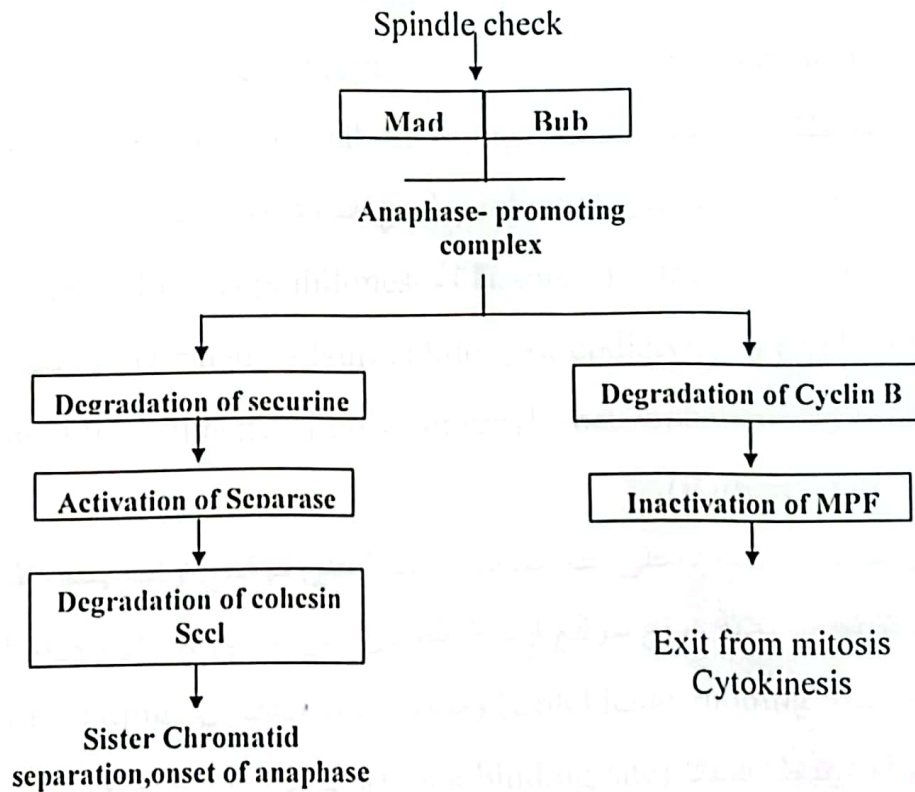 Spindle check
Mad Bub
Anaphase- promoting
complex
Degradation of securine
Degradation of Cyclin B
Activation of Separase
Inactivation of MPF
Degradation of cohesin
Sccl
Exit from mitosis
Cytokinesis
Sister Chromatid
separation,onset of anaphase